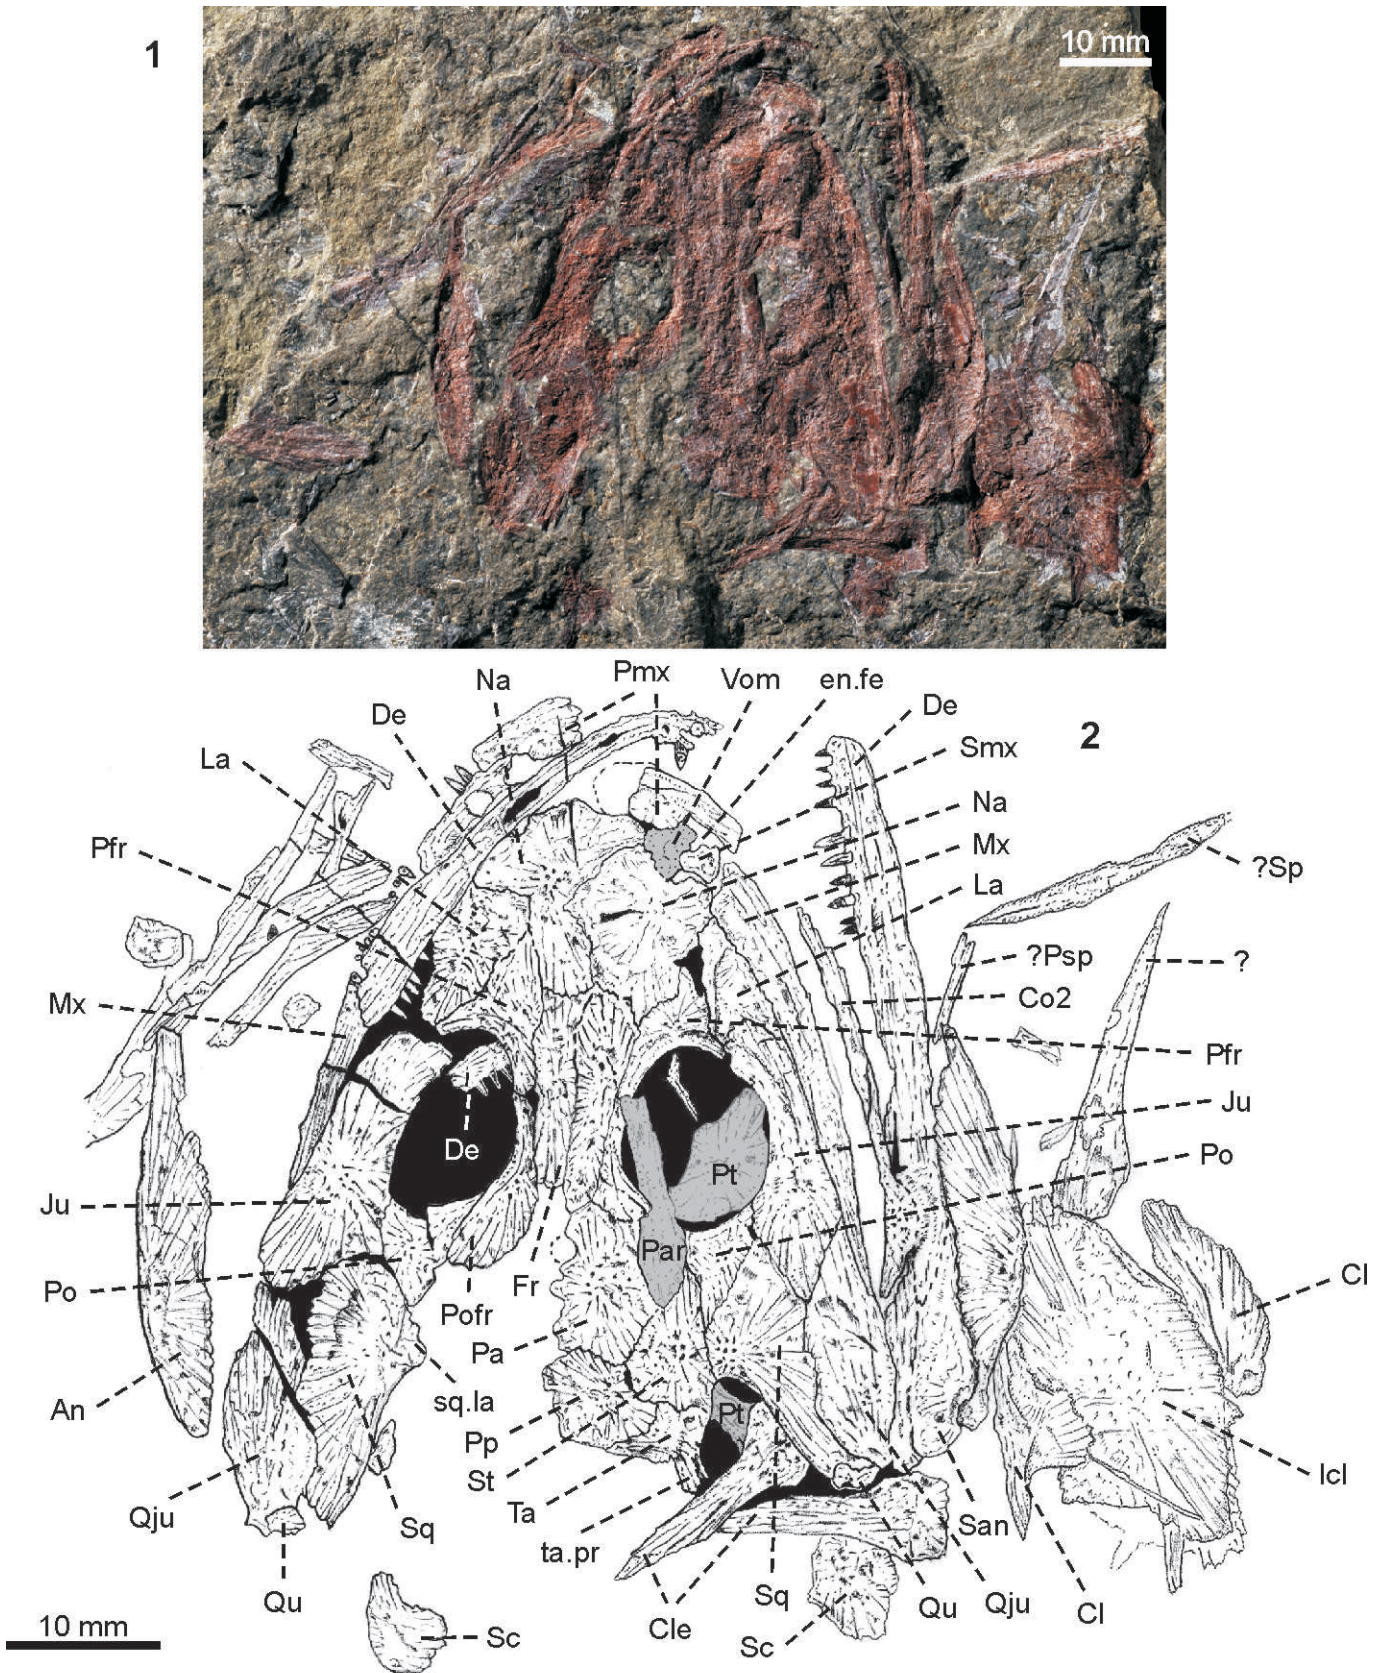 1
10 mm
Na
Pmx
Vom
en.fe
De
De
2
La
Smx
Na
Pfr
Mx
?Sp
La
?Psp
?
Mx
Co2
Pfr
De
Ju
Pt
Po
Ju
Par
Po
Fr
Cl
Pofr
Pa
An
sq.la
Pt
Pp
St
Icl
Qju
Sq
Ta
San
ta.pr
Qu
Sq
Qu
Qju
Cl
10 mm
Sc
Cle
Sc